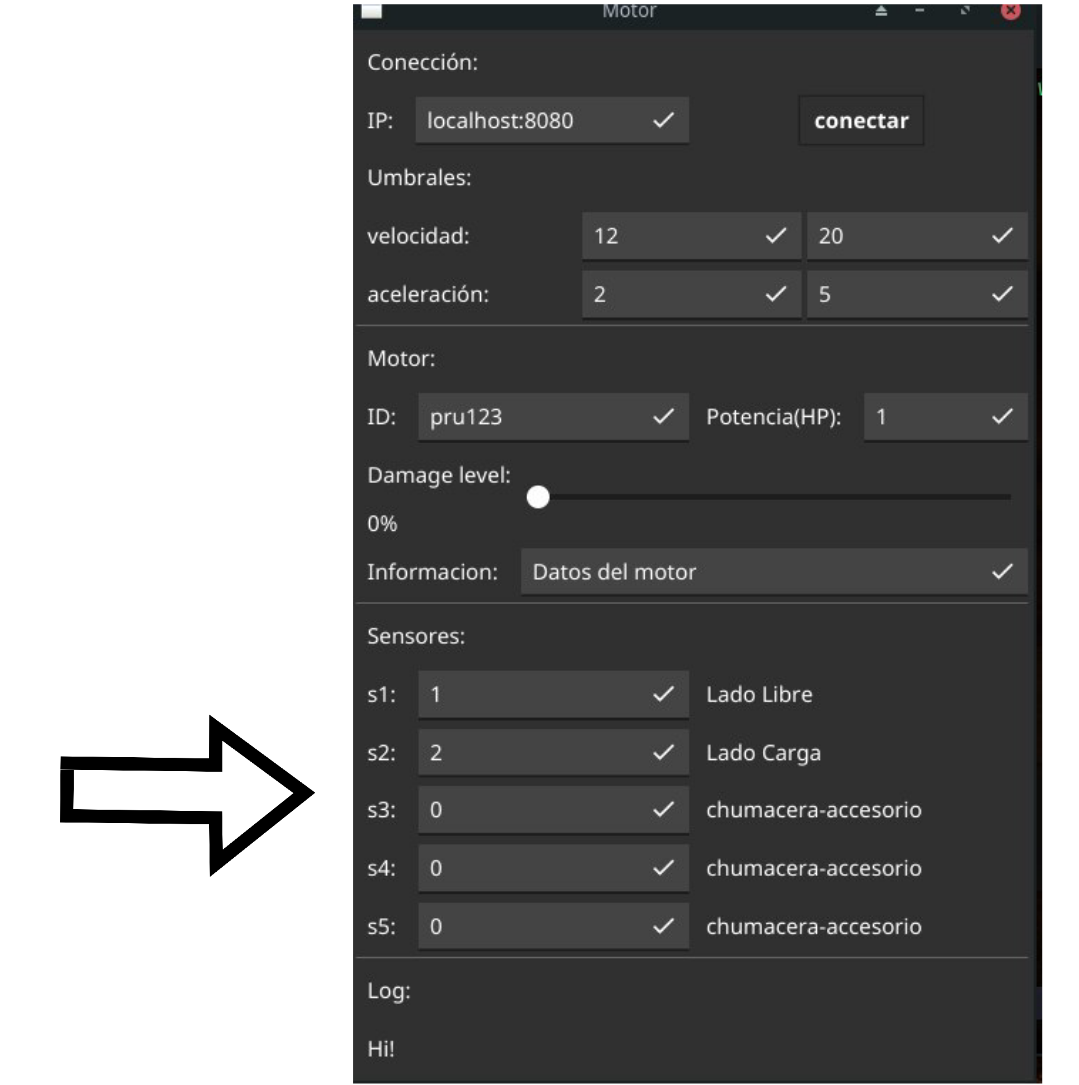 Motor
Conección:
IP: localhost:8080 conectar
Umbrales:
velocidad: 12 20
aceleración: 2 5
Motor:
ID: pru123 Potencia(HP): 1
Damage level:
0%
Informacion: Datos del motor
Sensores:
s1: 1 Lado Libre
s2: 2 Lado Carga
s3: 0 chumacera-accesorio
s4: 0 chumacera-accesorio
s5: 0 chumacera-accesorio
Log:
Hi!